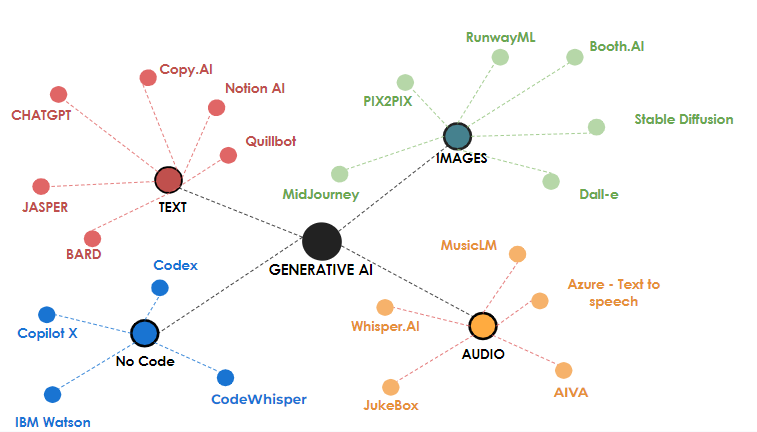 RunwayML
Booth.AI
Copy.AI
Notion AI
PIX2PIX
CHATGPT
Stable Diffusion
Quillbot
IMAGES
MidJourney
Dall-e
JASPER
TEXT
BARD
MusicLM
Codex
GENERATIVE AI
Azure - Text to
speech
Whisper.AI
Copilot X
No Code
AUDIO
CodeWhisper
JukeBox
AIVA
IBM Watson